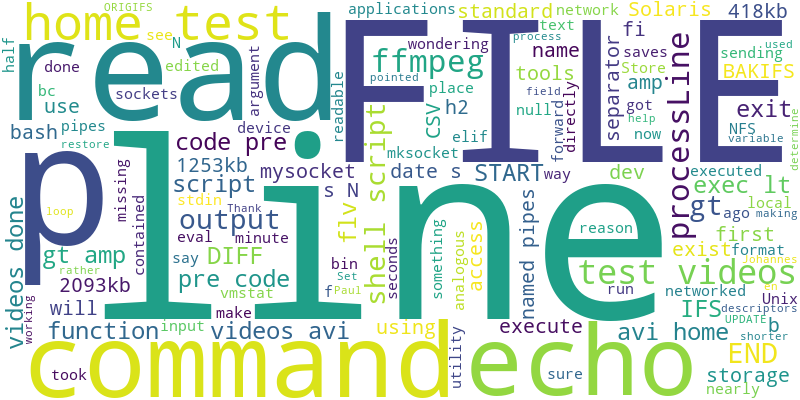 ORIGIFS
applications
standard
Solaris
418kb
home test
read
FILE
half
done
N
see
edited
argument
wondering
ffmpeg
text
network
process
name
fi
saves
sending
used
BAKIFS
bc
use
sockets
readable
pointed
place
CSV
h2
tools
Store
amp
separator
null
field
got
exit
bash
pipes
device
code pre
mksocket
elif
help
forward
directly
now
NFS
variable
restore
1253kb
mysocket
date s
START
way
dev
executed
determine
p
line
script
missing
stdin
s N
shell script
exec lt
local
processLine
loop
Thank
output
flv
named pipes
reason
gt
ago
making
videos done
contained
eval
minute
something
analogous
access
exist
format
first
gt amp
say
DIFF
bin
seconds
test videos
Johannes
rather
2093kb
pre code
vmstat
f
Set
Paul
run
networked
IFS
Unix
en
working
will
make
function
input
videos avi
using
execute
avi home
UPDATE
descriptors
b
shorter
took
command
utility
echo
sure
END
storage
nearly